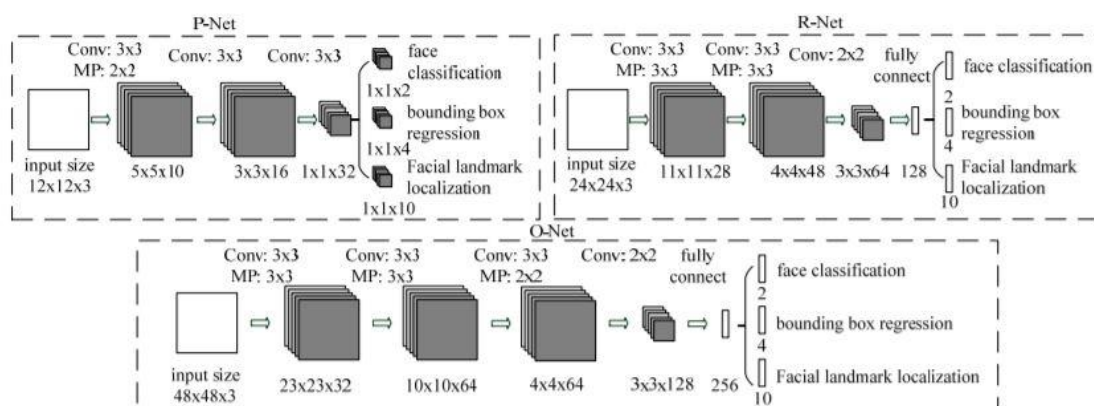 P-Net
Conv: 3x3
MP: 2x2
Conv: 3x3
Conv: 3x3
face
classification
1x1x2
bounding box
regression
1x1x4
Facial landmark
localization
1x1x10
input size
12x12x3
5x5x10
3x3x16
1x1x32
R-Net
Conv: 3x3
MP: 3x3
Conv: 3x3
MP: 3x3
Conv: 2x2
fully
connect
face classification
2
bounding box
regression
4
Facial landmark
localization
10
input size
24x24x3
11x11x28
4x4x48
3x3x64
128
O-Net
Conv: 3x3
MP: 3x3
Conv: 3x3
MP: 3x3
Conv: 3x3
MP: 2x2
Conv: 2x2
fully
connect
face classification
2
bounding box regression
4
Facial landmark localization
10
input size
48x48x3
23x23x32
10x10x64
4x4x64
3x3x128
256